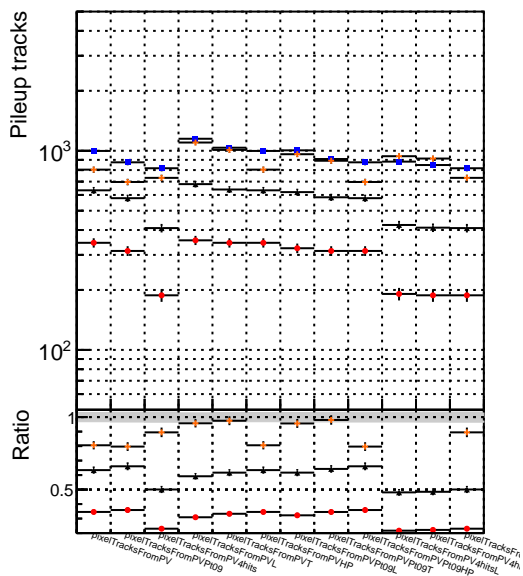 Pileup tracks
10³
10²
Ratio
1
0.5
pixelTracksFromPV
pixelTracksFromPVPt09
pixelTracksFromPV4hits
pixelTracksFromPVL
pixelTracksFromPVT
pixelTracksFromPVHP
pixelTracksFromPVPt09L
pixelTracksFromPVPt09T
pixelTracksFromPVPt09HP
pixelTracksFromPV4hitsL